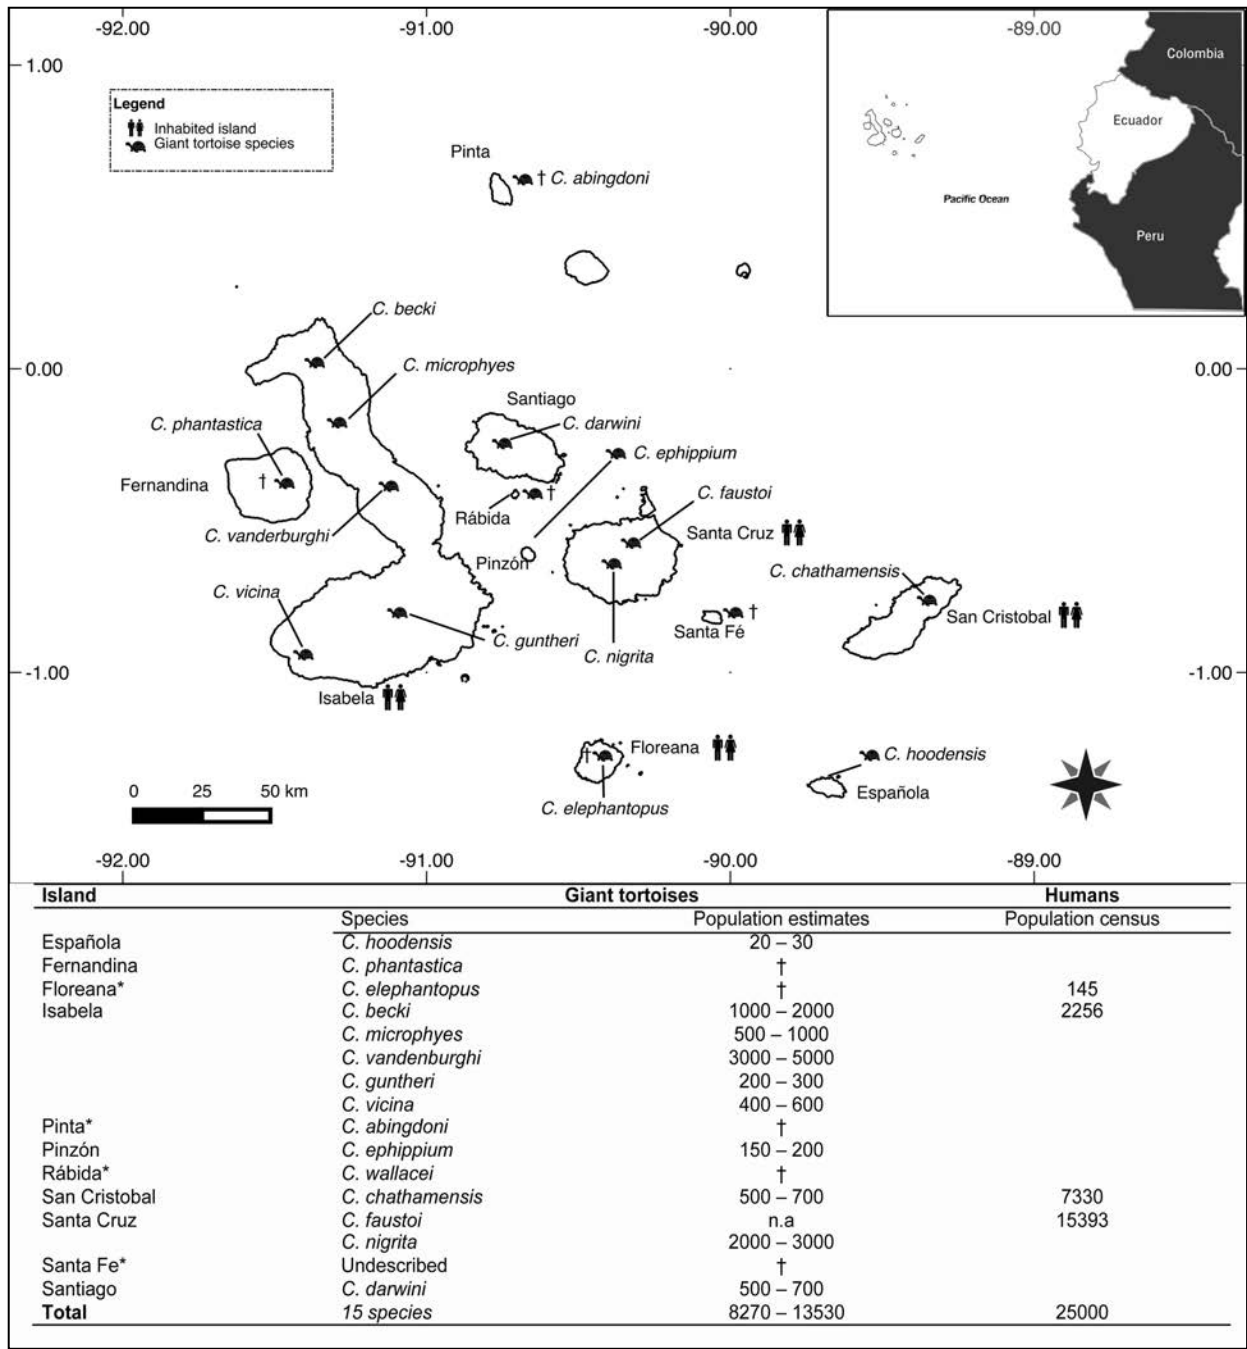 -92.00 -91.00 -90.00 -89.00
1.00
Legend
Inhabited island
Giant tortoise species
Colombia
Ecuador
Pacific Ocean
Peru
Pinta
† C. abingdoni
C. becki
0.00 0.00
C. microphyes
Santiago
C. phantastica
C. darwini
C. ephippium
†
Fernandina
†
C. faustoi
Rábida
C. vanderburghi
Santa Cruz
Pinzón
C. chathamensis
C. vicina
†
San Cristobal
Santa Fé
C. guntheri
C. nigrita
-1.00 -1.00
Isabela
Floreana
†
C. hoodensis
0 25 50 km
Española
C. elephantopus
-92.00 -91.00 -90.00 -89.00
Island Giant tortoises Humans
Species Population estimates Population census
Española C. hoodensis 20 – 30
Fernandina C. phantastica †
Floreana* C. elephantopus † 145
Isabela C. becki 1000 – 2000 2256
C. microphyes 500 – 1000
C. vandenburghi 3000 – 5000
C. guntheri 200 – 300
C. vicina 400 – 600
Pinta* C. abingdoni †
Pinzón C. ephippium 150 – 200
Rábida* C. wallacei †
San Cristobal C. chathamensis 500 – 700 7330
Santa Cruz C. faustoi n.a 15393
C. nigrita 2000 – 3000
Santa Fe* Undescribed †
Santiago C. darwini 500 – 700
Total 15 species 8270 – 13530 25000